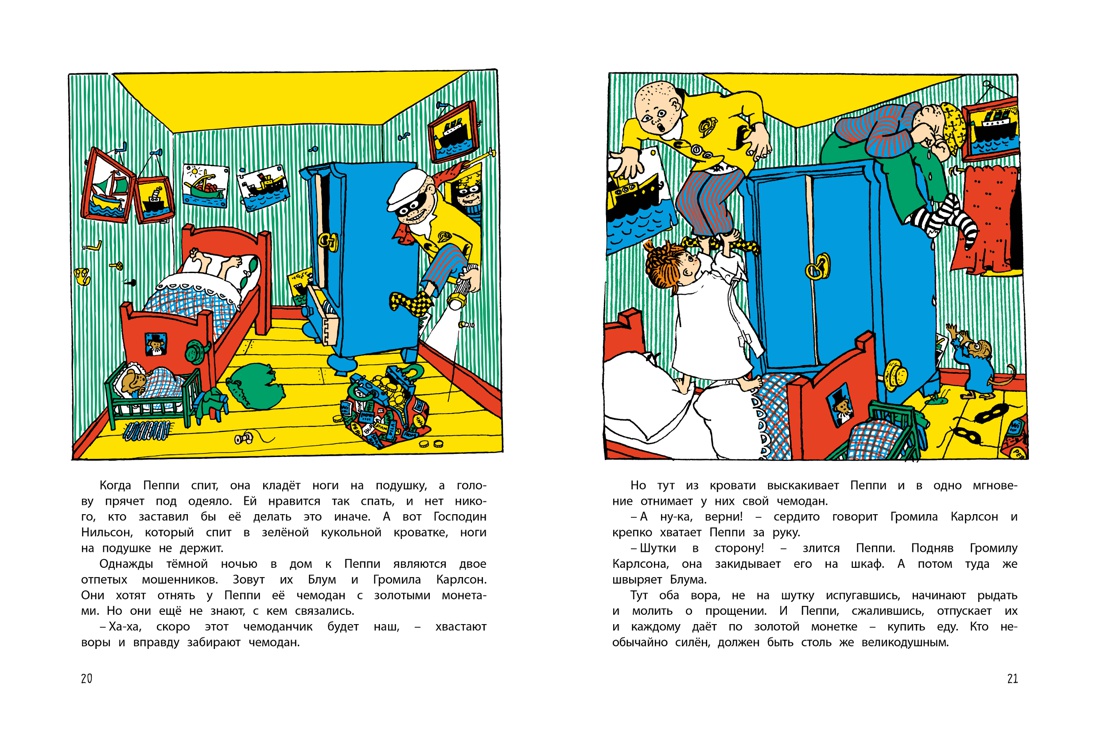 Когда Пеппи спит, она кладёт ноги на подушку, а голо-
ву прячет под одеяло. Ей нравится так спать, и нет нико-
го, кто заставил бы её делать это иначе. А вот Господин
Нильсон, который спит в зелёной кукольной кроватке, ноги
на подушке не держит.
Однажды тёмной ночью в дом к Пеппи являются двое
отпетых мошенников. Зовут их Блум и Громила Карлсон.
Они хотят отнять у Пеппи её чемодан с золотыми монета-
ми. Но они ещё не знают, с кем связались.
– Ха-ха, скоро этот чемоданчик будет наш, – хвастают
воры и вправду забирают чемодан.
20
Но тут из кровати выскакивает Пеппи и в одно мгнове-
ние отнимает у них свой чемодан.
– А ну-ка, верни! – сердито говорит Громила Карлсон и
крепко хватает Пеппи за руку.
– Шутки в сторону! – злится Пеппи. Подняв Громилу
Карлсона, она закидывает его на шкаф. А потом туда же
швыряет Блума.
Тут оба вора, не на шутку испугавшись, начинают рыдать
и молить о прощении. И Пеппи, сжалившись, отпускает их
и каждому даёт по золотой монетке – купить еду. Кто не-
обычайно силён, должен быть столь же великодушным.
21